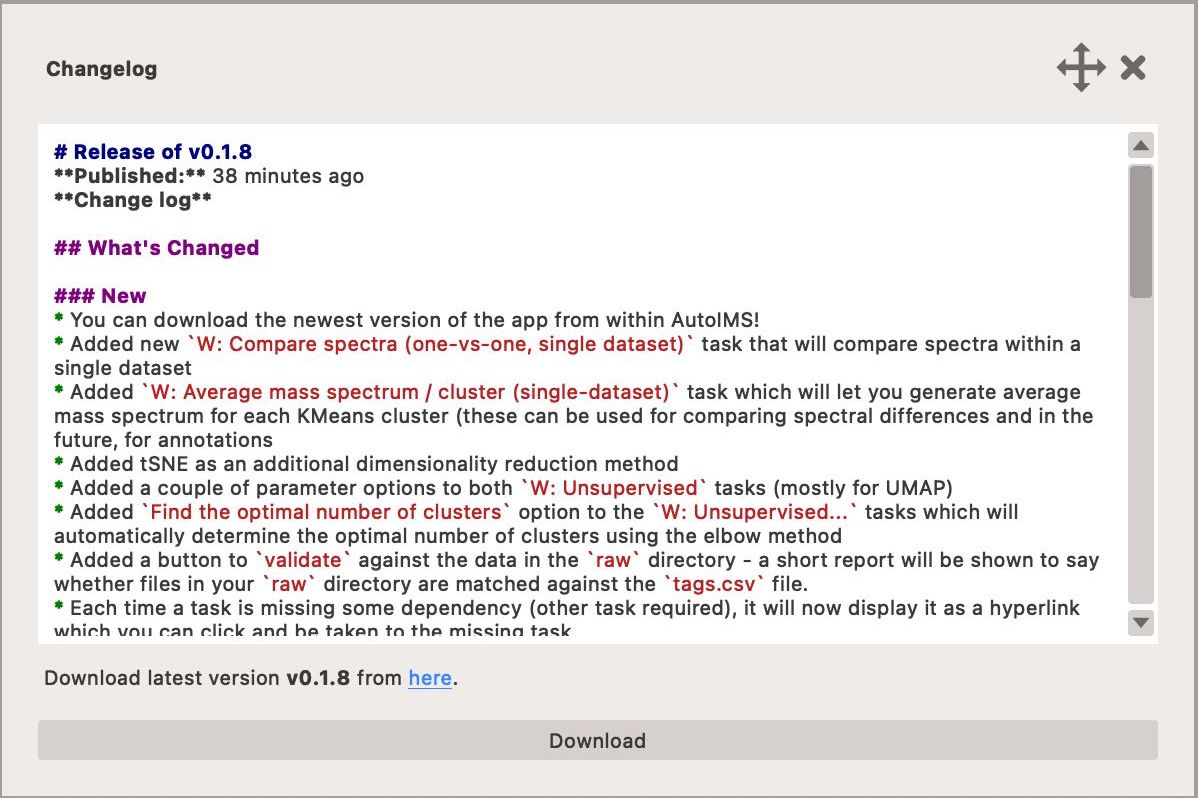 Changelog
# Release of v0.1.8
**Published:** 38 minutes ago
**Change log**
## What's Changed
### New
* You can download the newest version of the app from within AutoIMS!
* Added new `W: Compare spectra (one-vs-one, single dataset)` task that will compare spectra within a
single dataset
* Added `W: Average mass spectrum / cluster (single-dataset)` task which will let you generate average
mass spectrum for each KMeans cluster (these can be used for comparing spectral differences and in the
future, for annotations
* Added tSNE as an additional dimensionality reduction method
* Added a couple of parameter options to both `W: Unsupervised` tasks (mostly for UMAP)
* Added `Find the optimal number of clusters` option to the `W: Unsupervised...` tasks which will
automatically determine the optimal number of clusters using the elbow method
* Added a button to `validate` against the data in the `raw` directory - a short report will be shown to say
whether files in your `raw` directory are matched against the `tags.csv` file.
* Each time a task is missing some dependency (other task required), it will now display it as a hyperlink
which you can click and be taken to the missing task
Download latest version v0.1.8 from here.
Download